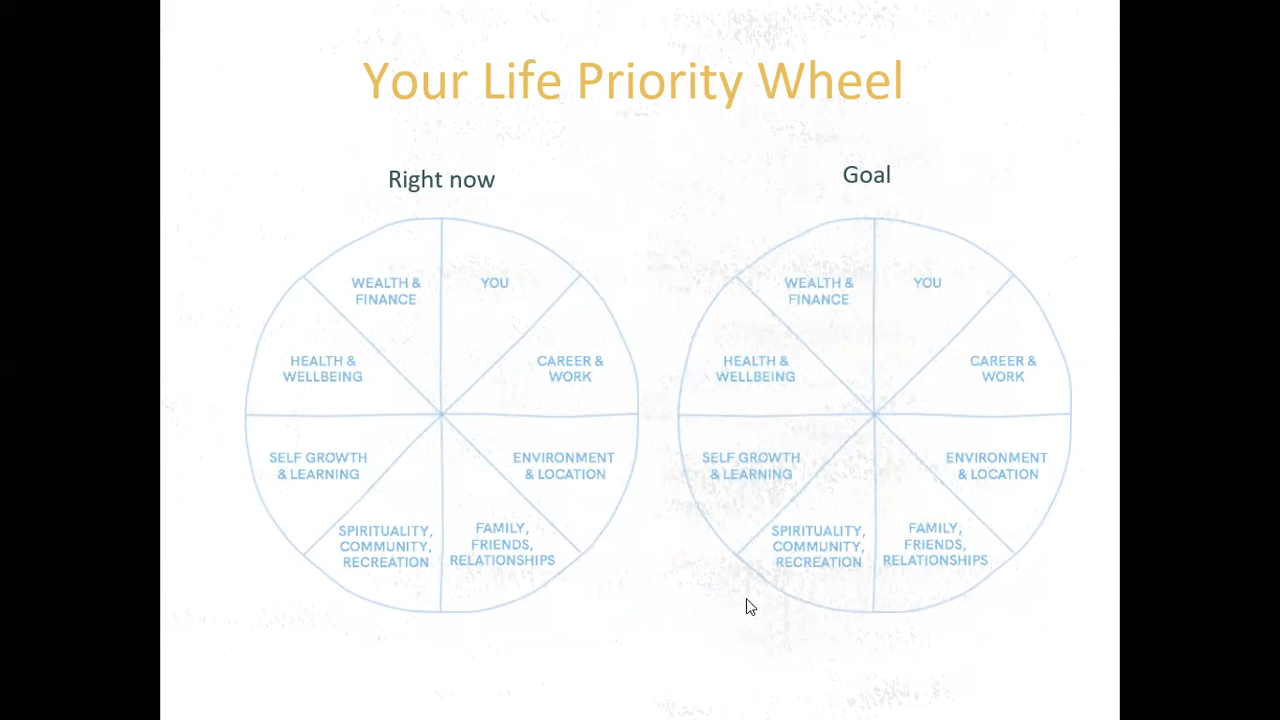 Your Life Priority Wheel
Right now
WEALTH &
FINANCE
YOU
HEALTH &
WELLBEING
CAREER &
WORK
SELF GROWTH
& LEARNING
ENVIRONMENT
& LOCATION
SPIRITUALITY,
COMMUNITY,
RECREATION
FAMILY,
FRIENDS,
RELATIONSHIPS
Goal
WEALTH &
FINANCE
YOU
HEALTH &
WELLBEING
CAREER &
WORK
SELF GROWTH
& LEARNING
ENVIRONMENT
& LOCATION
SPIRITUALITY,
COMMUNITY,
RECREATION
FAMILY,
FRIENDS,
RELATIONSHIPS